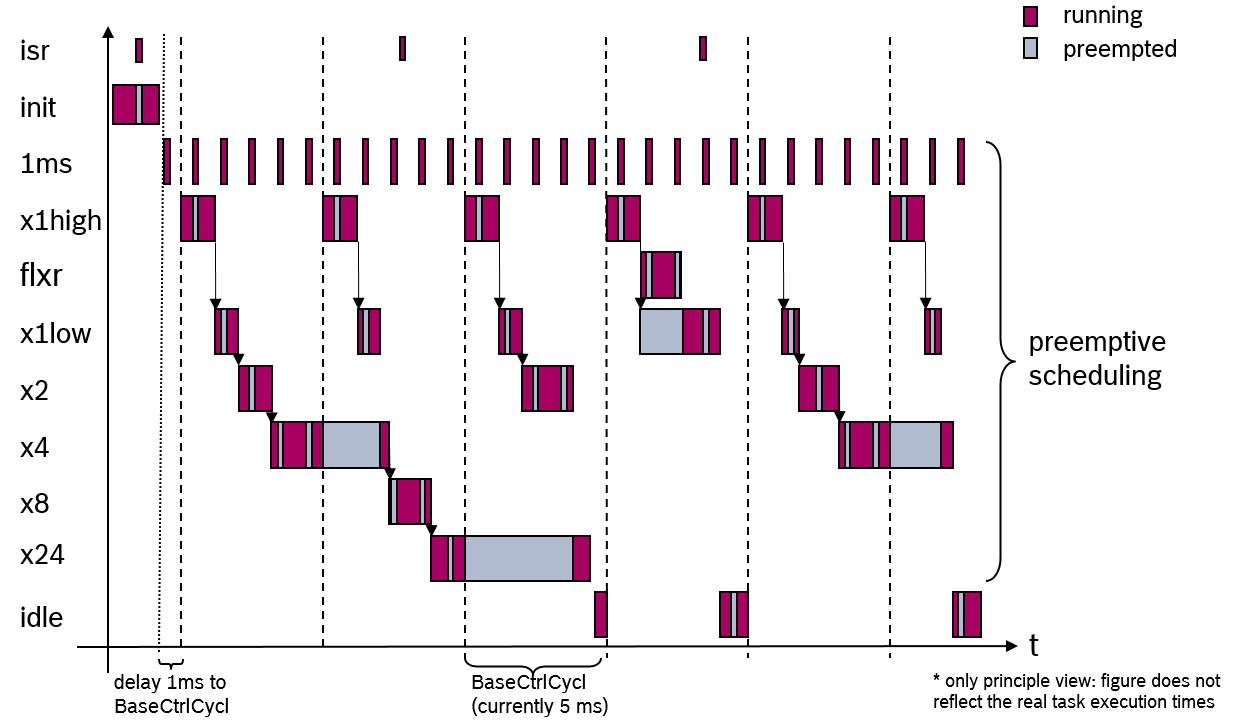 running
preempted
isr
init
1ms
x1high
flxr
x1low
x2
x4
x8
x24
idle
preemptive
scheduling
t
delay 1ms to
BaseCtrlCycl
BaseCtrlCycl
(currently 5 ms)
* only principle view: figure does not
reflect the real task execution times